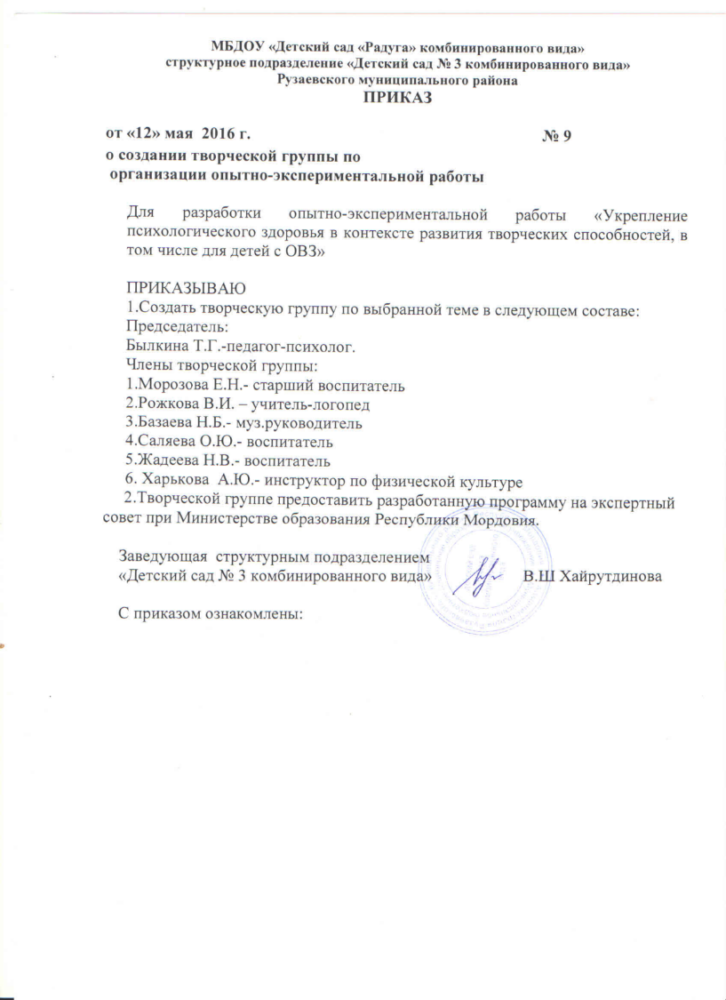 МБДОУ «Детский сад «Радуга» комбинированного вида»
структурное подразделение «Детский сад № 3 комбинированного вида»
Рузаевского муниципального района
ПРИКАЗ
от «12» мая 2016 г. № 9
о создании творческой группы по
организации опытно-экспериментальной работы
Для разработки опытно-экспериментальной работы «Укрепление
психологического здоровья в контексте развития творческих способностей, в
том числе для детей с ОВЗ»
ПРИКАЗЫВАЮ
1.Создать творческую группу по выбранной теме в следующем составе:
Председатель:
Былкина Т.Г.-педагог-психолог.
Члены творческой группы:
1.Морозова Е.Н.- старший воспитатель
2.Рожкова В.И. – учитель-логопед
3.Базаева Н.Б.- муз.руководитель
4.Саляева О.Ю.- воспитатель
5.Жадеева Н.В.- воспитатель
6. Харькова А.Ю.- инструктор по физической культуре
2.Творческой группе предоставить разработанную программу на экспертный
совет при Министерстве образования Республики Мордовия.
Заведующая структурным подразделением
«Детский сад № 3 комбинированного вида» В.Ш Хайрутдинова
С приказом ознакомлены: